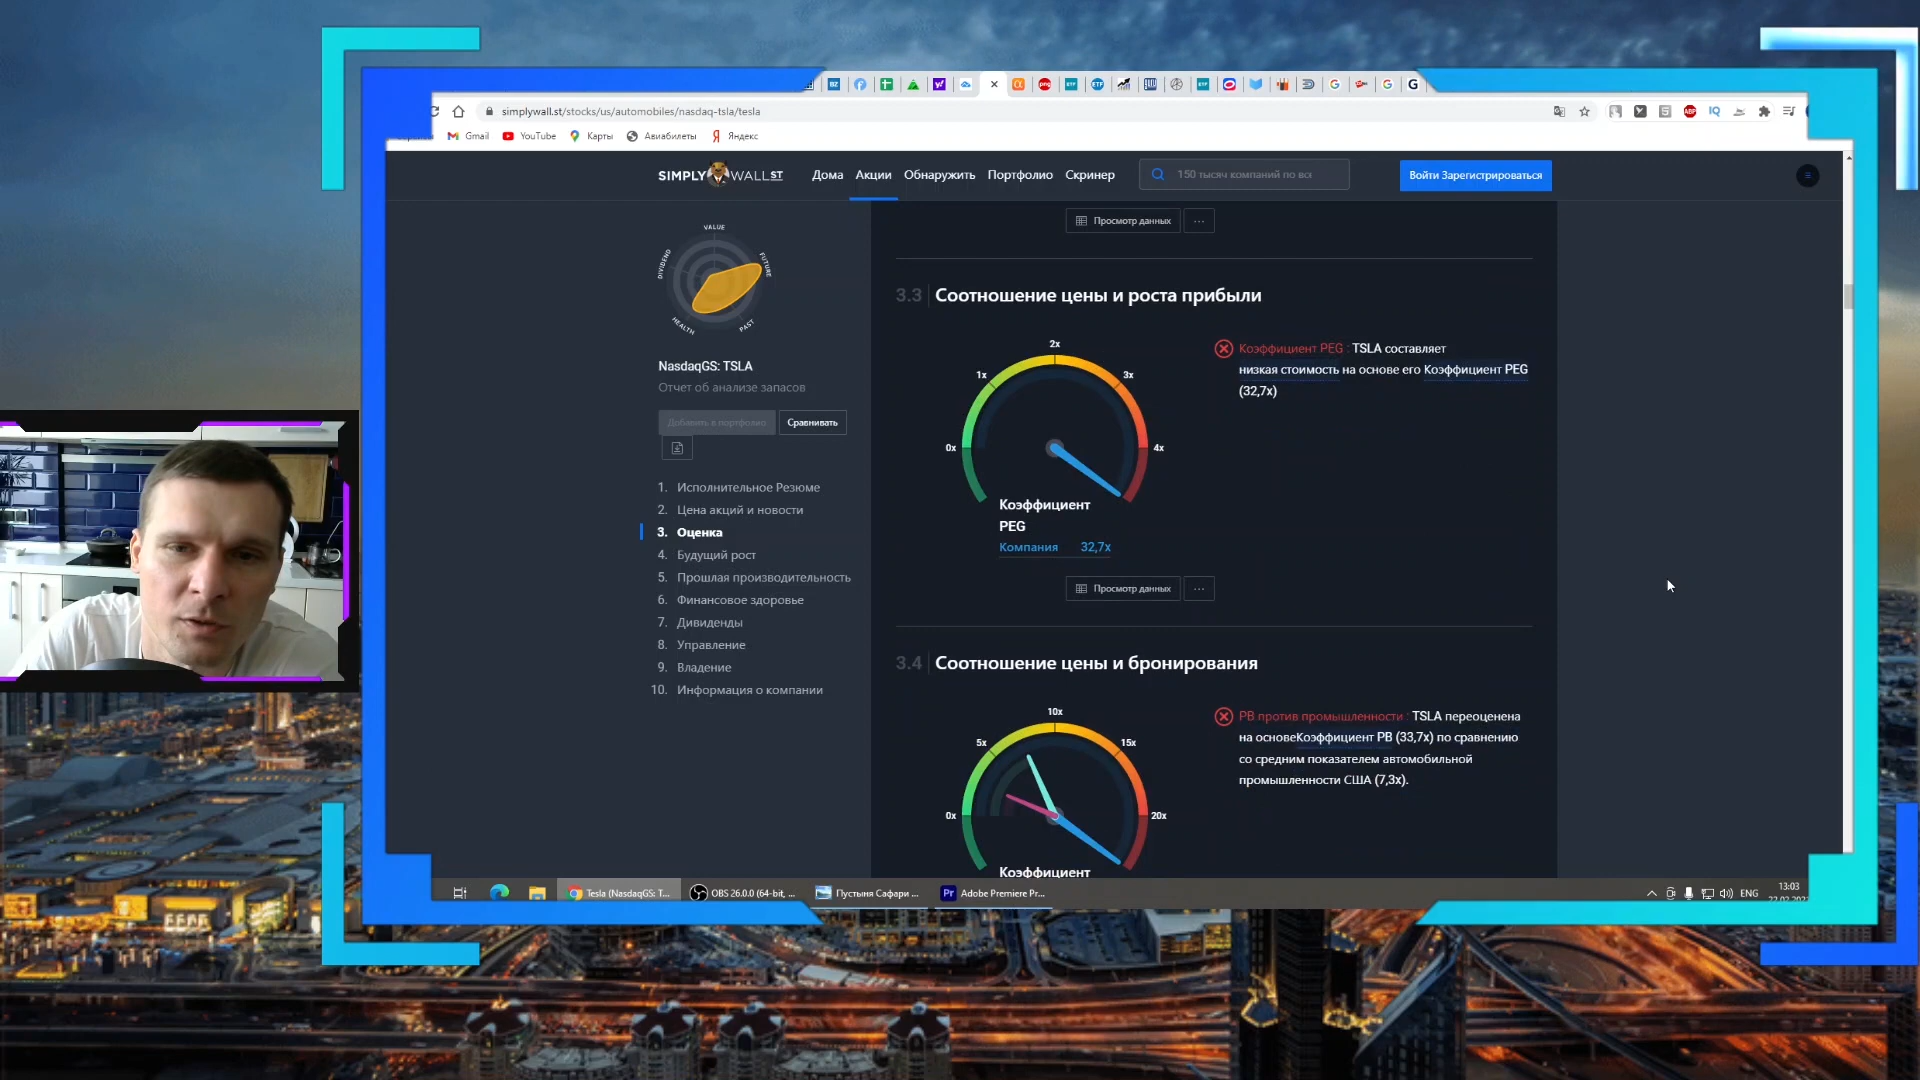 simplywall.st/stocks/us/automobiles/nasdaq-tsla/tesla
Gmail YouTube Карты Авиабилеты Яндекс
SIMPLY WALL ST Дома Акции Обнаружить Портфолио Скринер 150 тысяч компаний по всe Войти Зарегистрироваться
VALUE
FUTURE
PAST
HEALTH
DIVIDEND
NasdaqGS: TSLA
Отчет об анализе запасов
Добавить в портфолио Сравнивать
1. Исполнительное Резюме
2. Цена акций и новости
3. Оценка
4. Будущий рост
5. Прошлая производительность
6. Финансовое здоровье
7. Дивиденды
8. Управление
9. Владение
10. Информация о компании
Просмотр данных ...
3.3 Соотношение цены и роста прибыли
0x 1x 2x 3x 4x
Коэффициент
PEG
Компания 32,7x
Коэффициент PEG : TSLA составляет
низкая стоимость на основе его Коэффициент PEG
(32,7x)
Просмотр данных ...
3.4 Соотношение цены и бронирования
0x 5x 10x 15x 20x
Коэффициент
PB против промышленности : TSLA переоценена
на основеКоэффициент PB (33,7x) по сравнению
со средним показателем автомобильной
промышленности США (7,3x).
Tesla (NasdaqGS: T... OBS 26.0.0 (64-bit, ... Пустыня Сафари ... Adobe Premiere Pr...
ENG 13:03